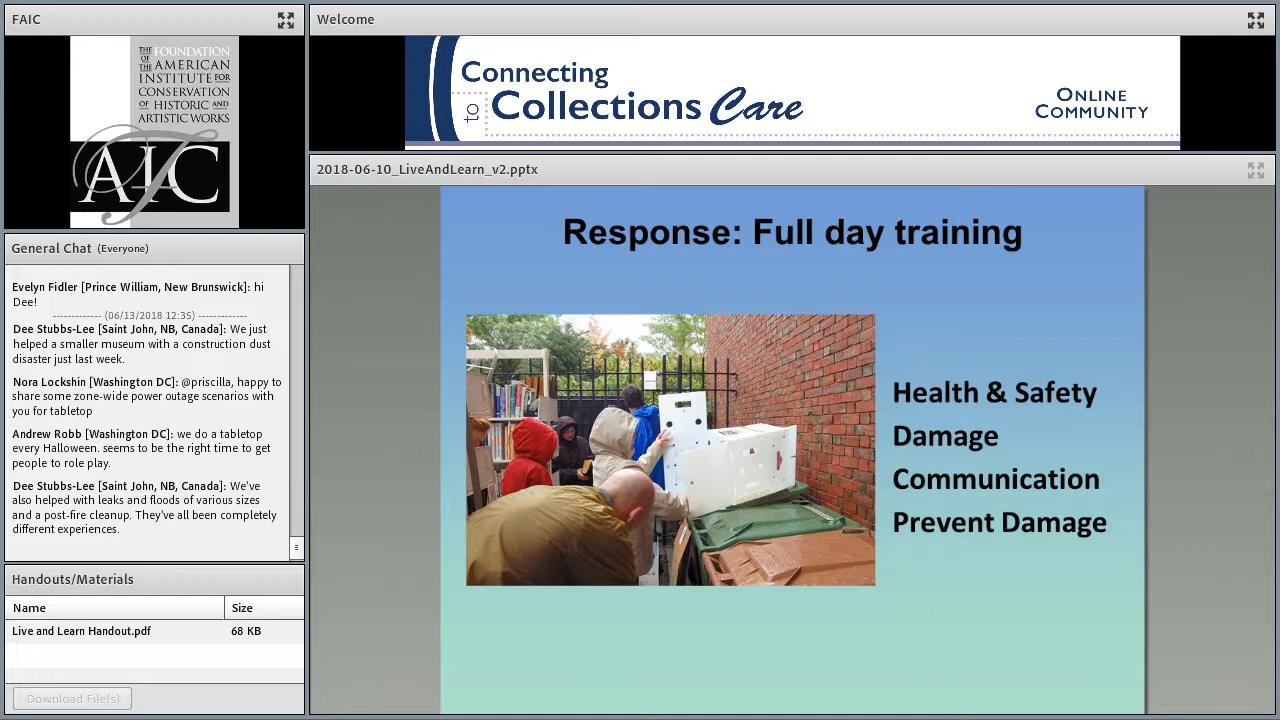 FAIC
THE FOUNDATION
OF THE AMERICAN
INSTITUTE FOR
CONSERVATION
OF HISTORIC AND
ARTISTIC WORKS
AIC
Welcome
Connecting
to Collections Care
ONLINE
COMMUNITY
General Chat (Everyone)
Evelyn Fidler [Prince William, New Brunswick]: hi
Dee!
------------- (06/13/2018 12:35) -------------
Dee Stubbs-Lee [Saint John, NB, Canada]: We just
helped a smaller museum with a construction dust
disaster just last week.
Nora Lockshin [Washington DC]: @priscilla, happy to
share some zone-wide power outage scenarios with
you for tabletop
Andrew Robb [Washington DC]: we do a tabletop
every Halloween. seems to be the right time to get
people to role play.
Dee Stubbs-Lee [Saint John, NB, Canada]: We've
also helped with leaks and floods of various sizes
and a post-fire cleanup. They've all been completely
different experiences.
Handouts/Materials
Name Size
Live and Learn Handout.pdf 68 KB
Download File(s)
2018-06-10_LiveAndLearn_v2.pptx
Response: Full day training
Health & Safety
Damage
Communication
Prevent Damage